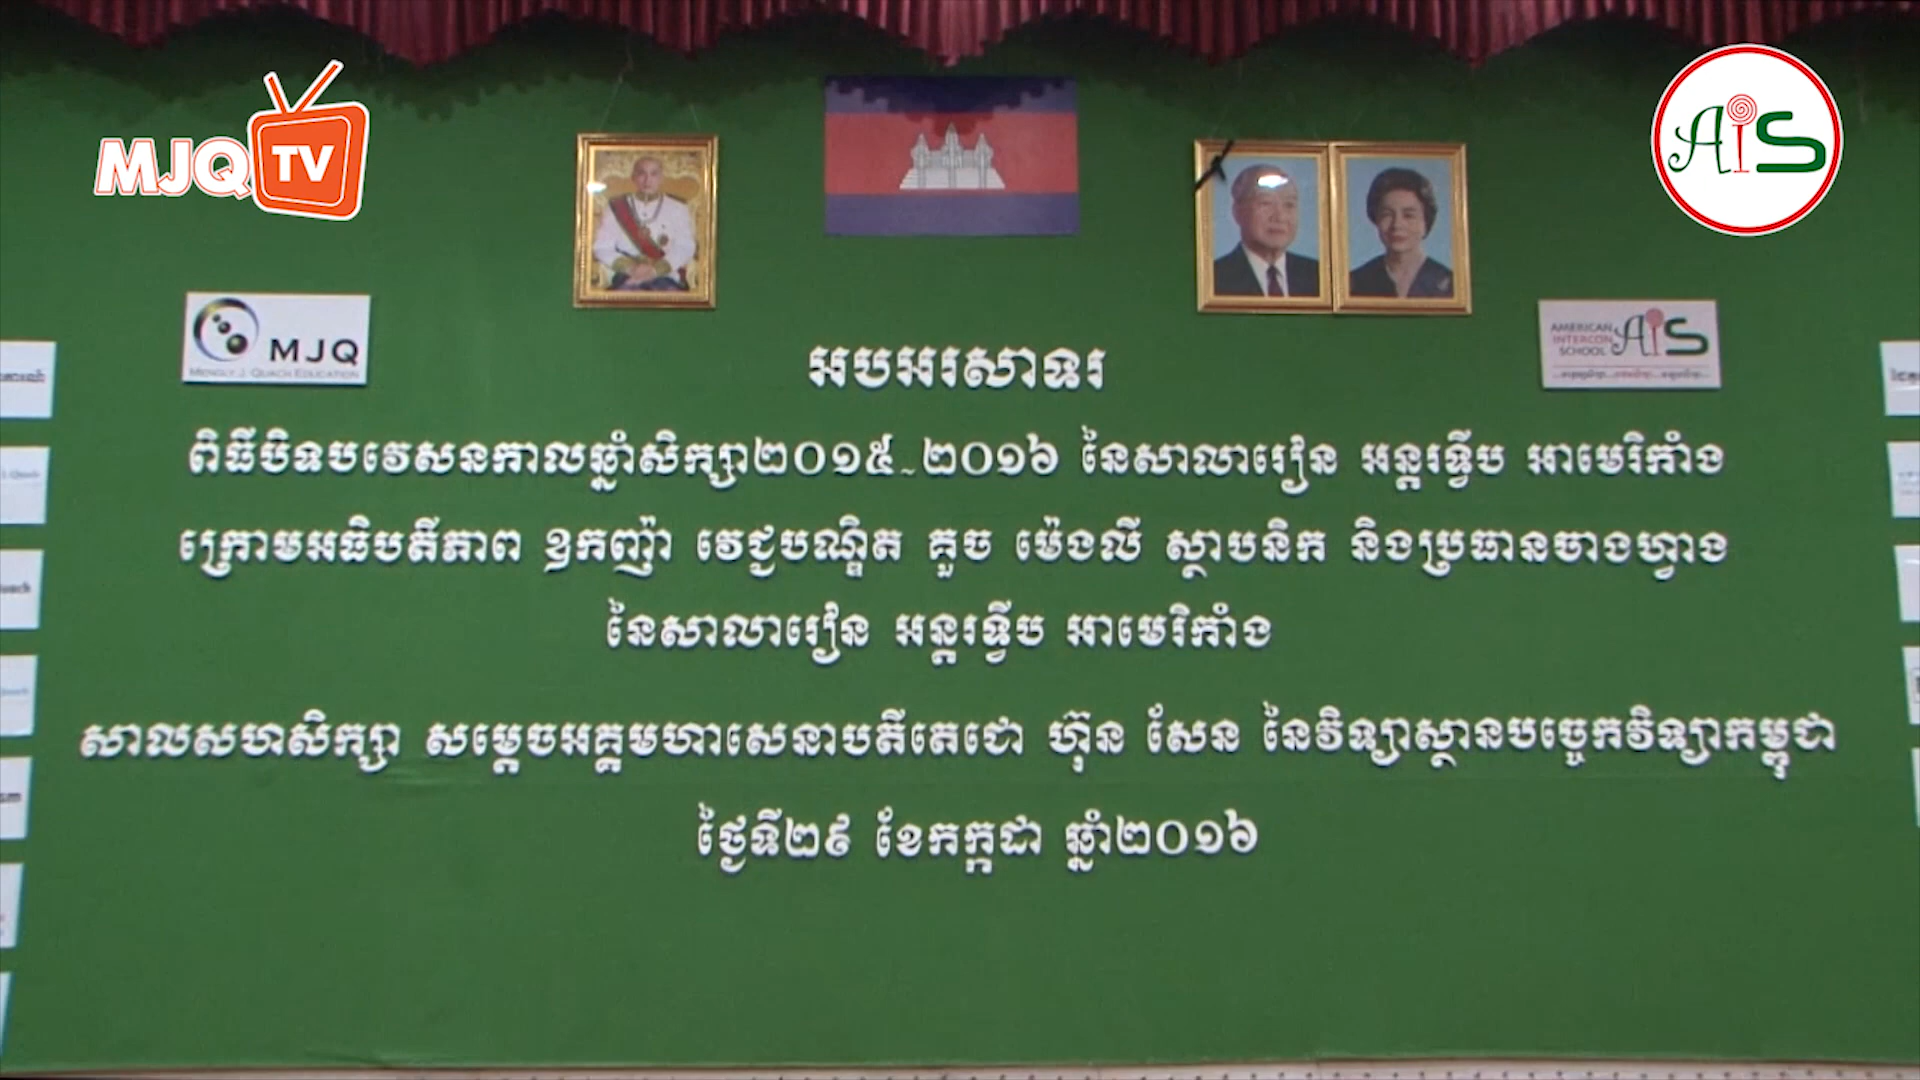 MJQ TV
AiS
MJQ
MENGLY J. QUACH EDUCATION
AMERICAN INTERCON SCHOOL AiS
អបអរសាទរ
ពិធីបិទបវេសនកាលឆ្នាំសិក្សា២០១៥-២០១៦ នៃសាលារៀន អន្តរទ្វីប អាមេរិកាំង
ក្រោមអធិបតីភាព ឧកញ៉ា វេជ្ជបណ្ឌិត គួច ម៉េងលី ស្ថាបនិក និងប្រធានចាងហ្វាង
នៃសាលារៀន អន្តរទ្វីប អាមេរិកាំង
សាលសហសិក្សា សម្តេចអគ្គមហាសេនាបតីតេជោ ហ៊ុន សែន នៃវិទ្យាស្ថានបច្ចេកវិទ្យាកម្ពុជា
ថ្ងៃទី២៩ ខែកក្កដា ឆ្នាំ២០១៦